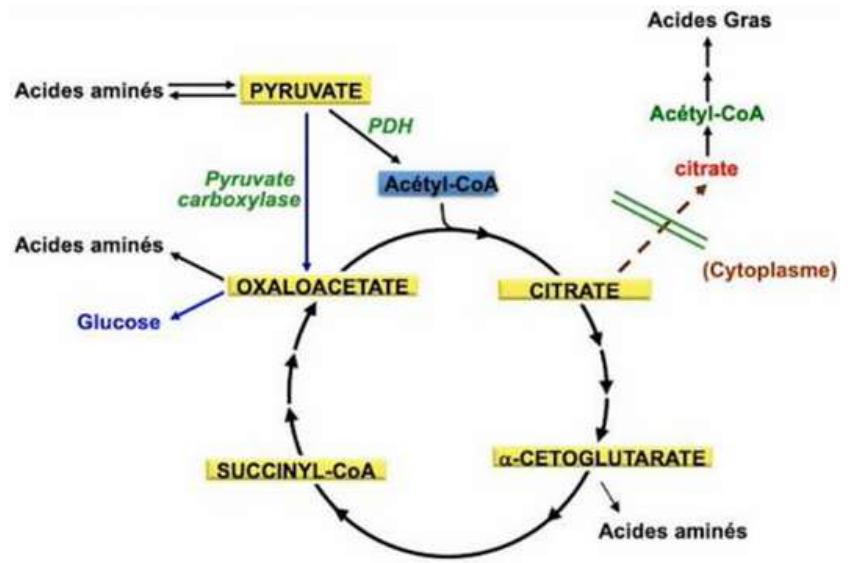 Acides Gras
Acides aminés
PYRUVATE
PDH
Acétyl-CoA
citrate
Pyruvate
carboxylase
Acétyl-CoA
Acides aminés
OXALOACETATE
CITRATE
(Cytoplasme)
Glucose
SUCCINYL-CoA
α-CETOGLUTARATE
Acides aminés